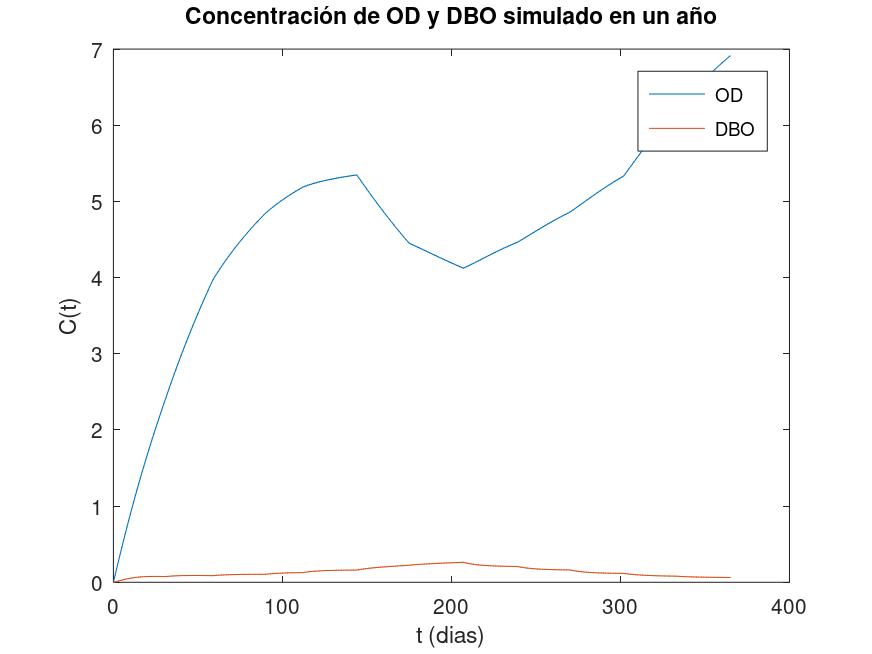 Concentración de OD y DBO simulado en un año
7
6
5
4
3
2
1
0
C(t)
OD
DBO
0 100 200 300 400
t (dias)